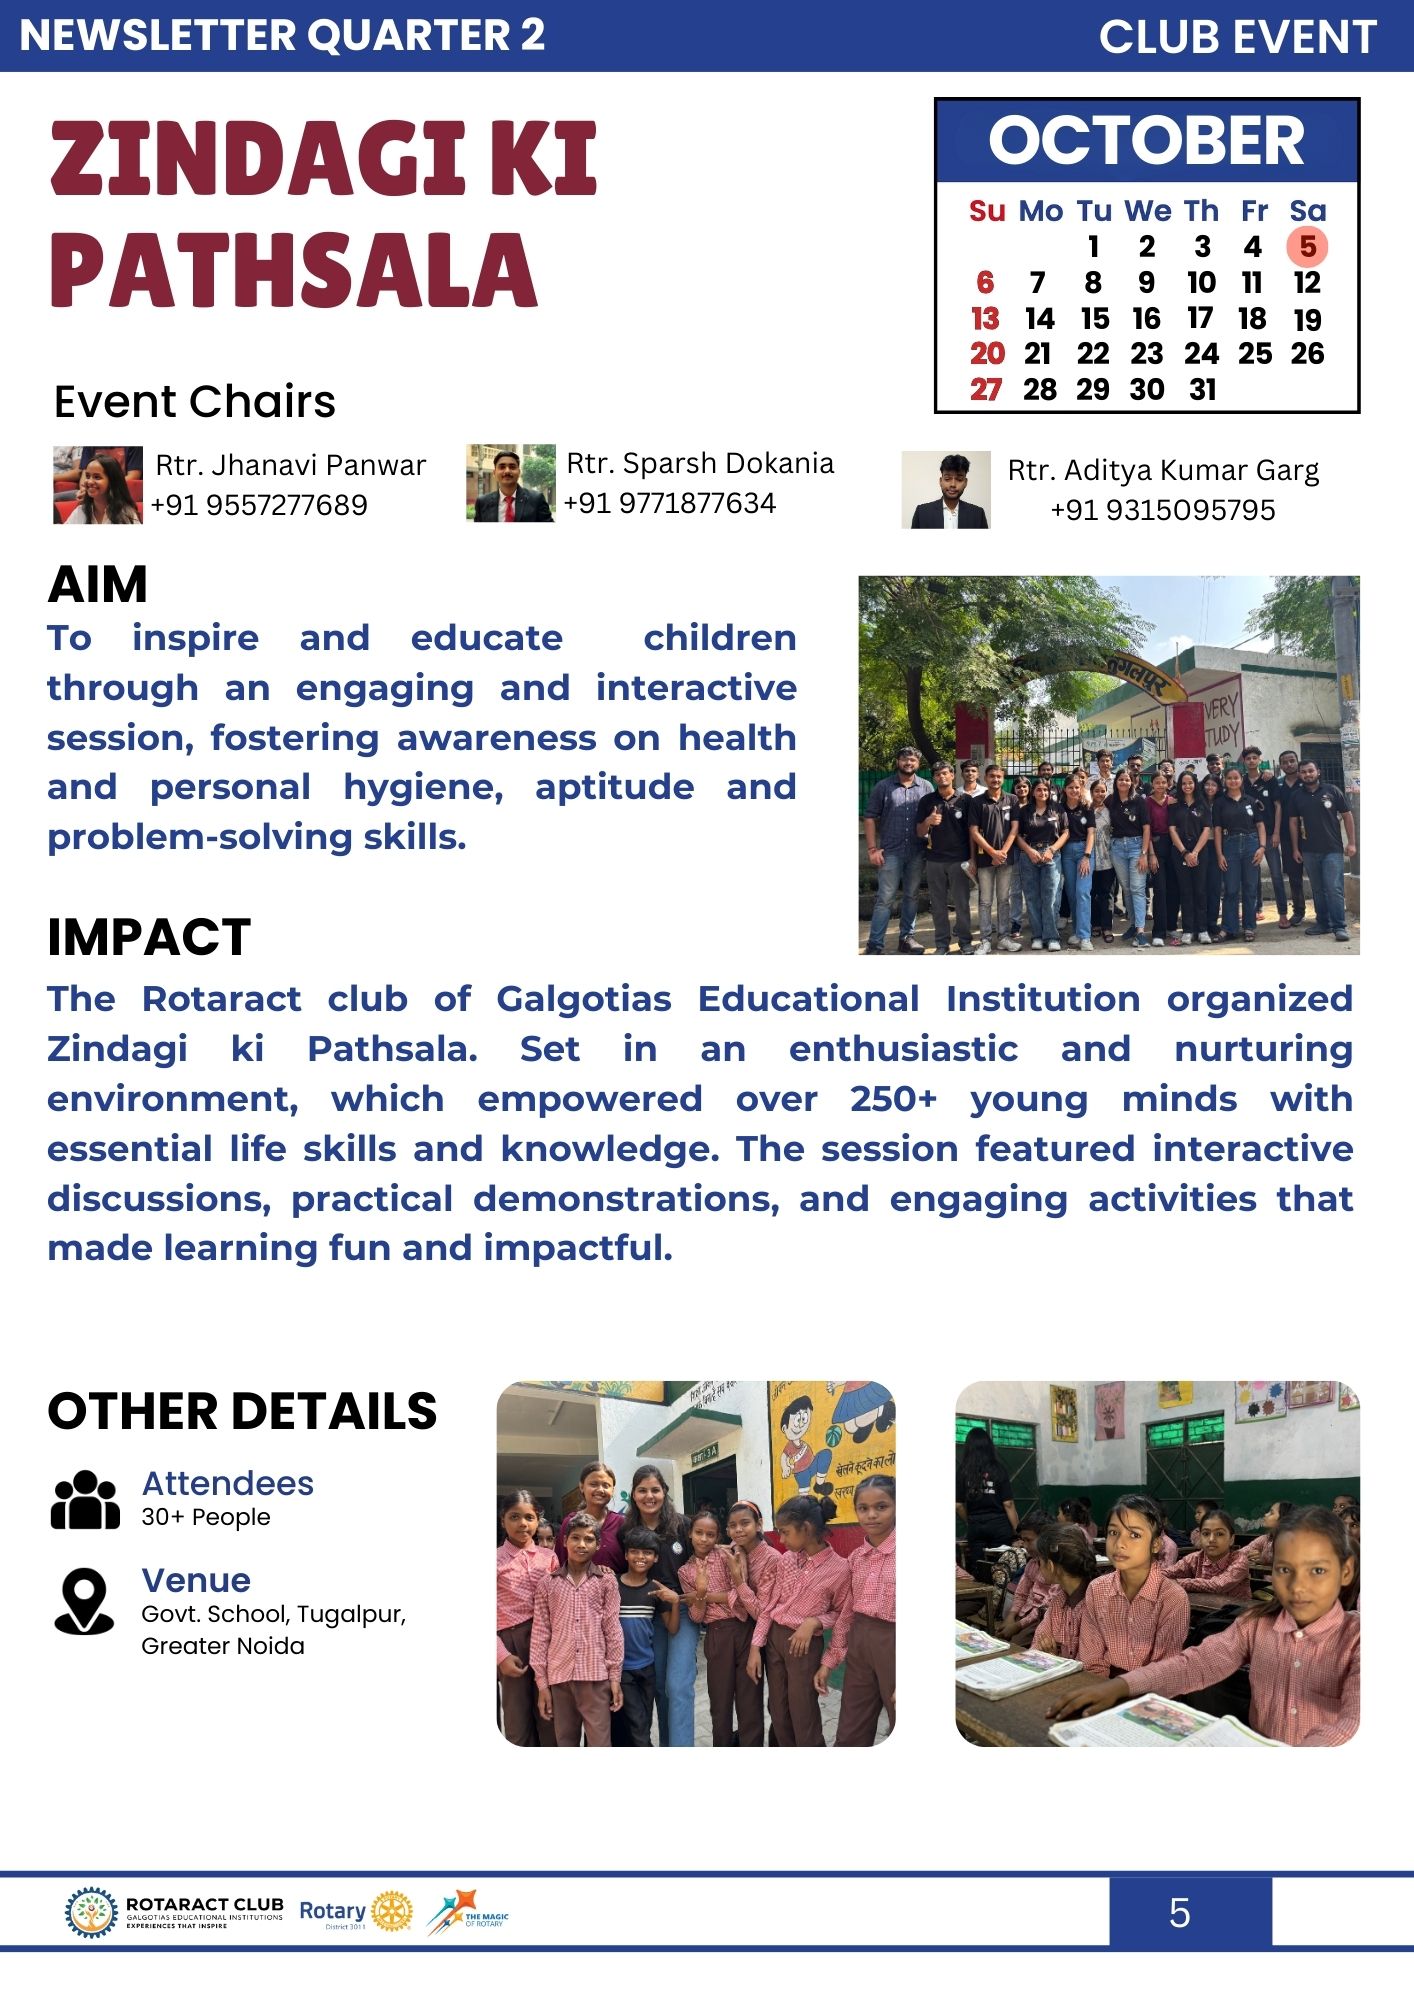 NEWSLETTER QUARTER 2
CLUB EVENT
ZINDAGI KI
PATHSALA
OCTOBER
Su Mo Tu We Th Fr Sa
1 2 3 4 5
6 7 8 9 10 11 12
13 14 15 16 17 18 19
20 21 22 23 24 25 26
27 28 29 30 31
Event Chairs
Rtr. Jhanavi Panwar
+91 9557277689
Rtr. Sparsh Dokania
+91 9771877634
Rtr. Aditya Kumar Garg
+91 9315095795
AIM
To inspire and educate children
through an engaging and interactive
session, fostering awareness on health
and personal hygiene, aptitude and
problem-solving skills.
VERY
TUDY
IMPACT
The Rotaract club of Galgotias Educational Institution organized
Zindagi ki Pathsala. Set in an enthusiastic and nurturing
environment, which empowered over 250+ young minds with
essential life skills and knowledge. The session featured interactive
discussions, practical demonstrations, and engaging activities that
made learning fun and impactful.
OTHER DETAILS
Attendees
30+ People
Venue
Govt. School, Tugalpur,
Greater Noida
कक्षा-3A
खेलने कूदने का लो
ROTARACT CLUB
GALGOTIAS EDUCATIONAL INSTITUTIONS
EXPERIENCES THAT INSPIRE
Rotary
District 3011
THE MAGIC
OF ROTARY
5